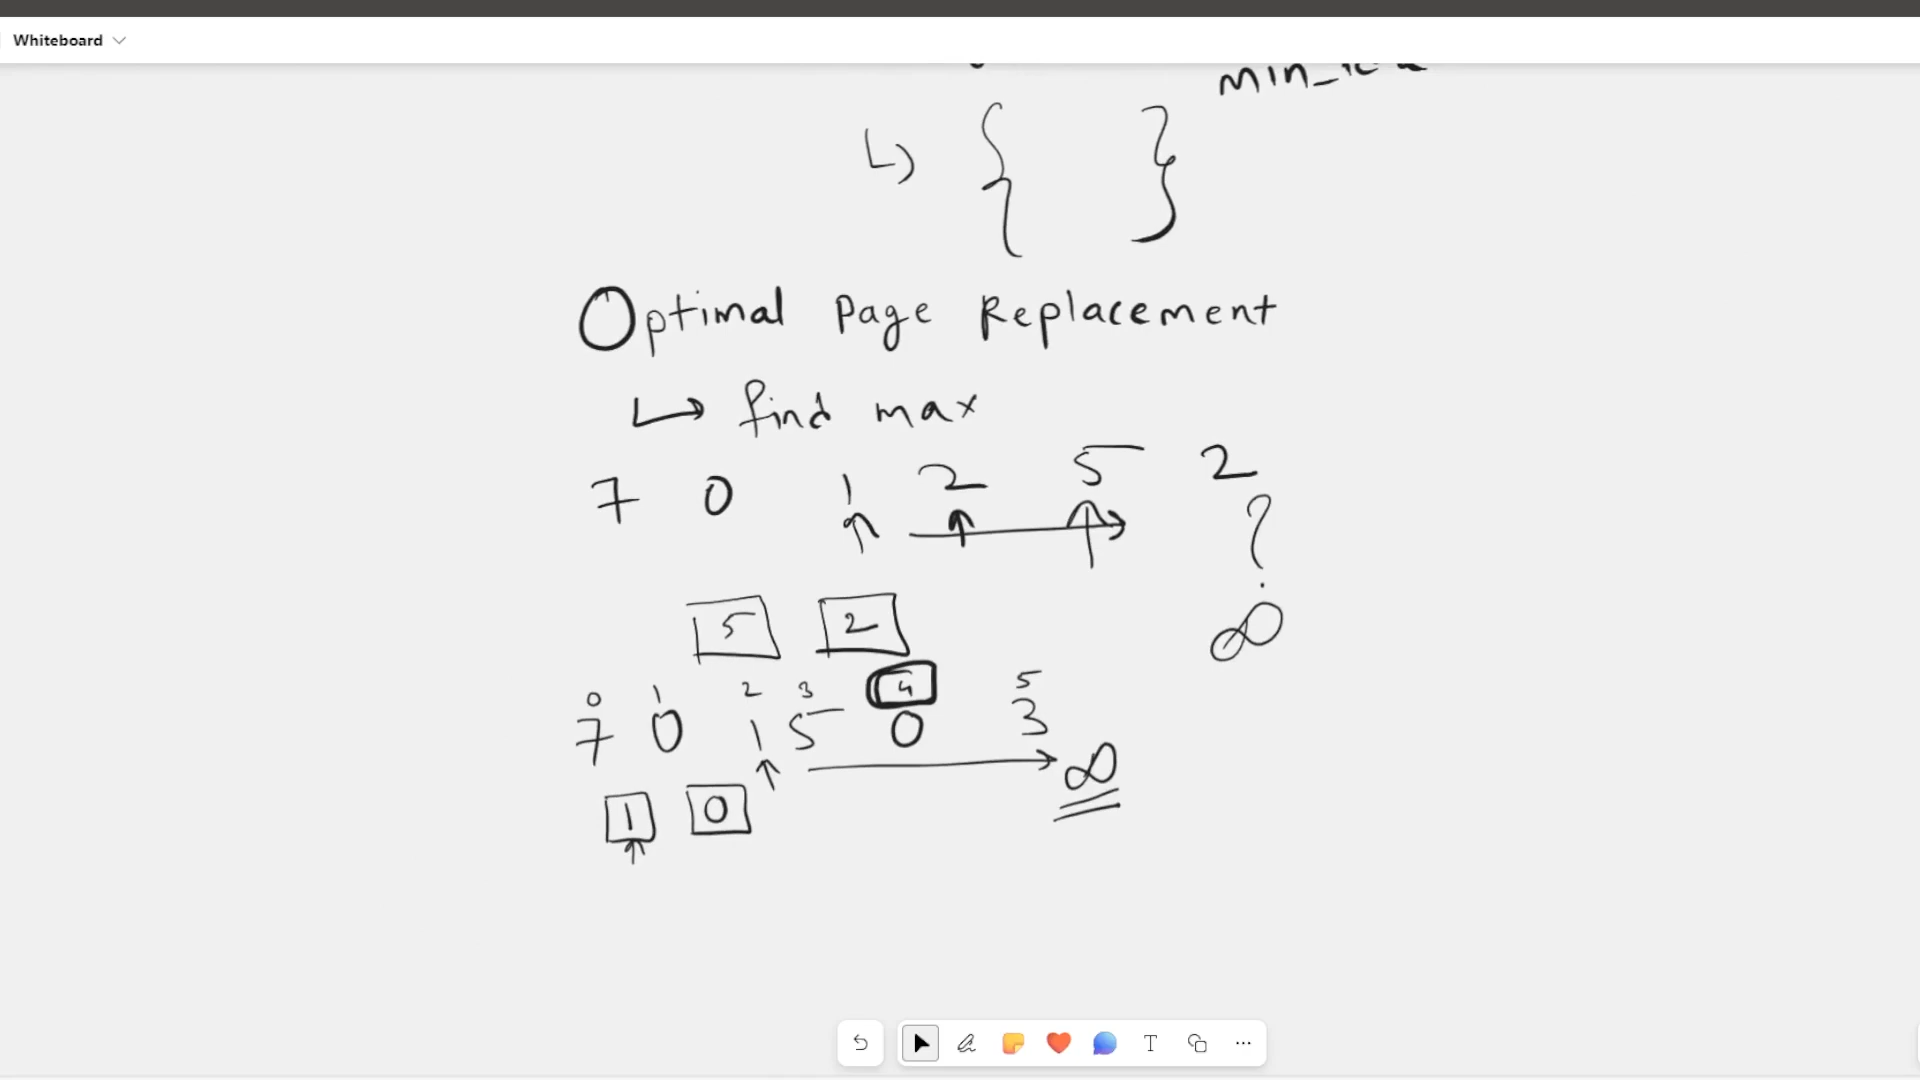 Whiteboard
{ }
Optimal Page Replacement
↳ find max
7 0 1 2 5 2
?
5 2
∞
0 1 2 3 4 5
7 0 1 5 0 3
∞
1 0
T